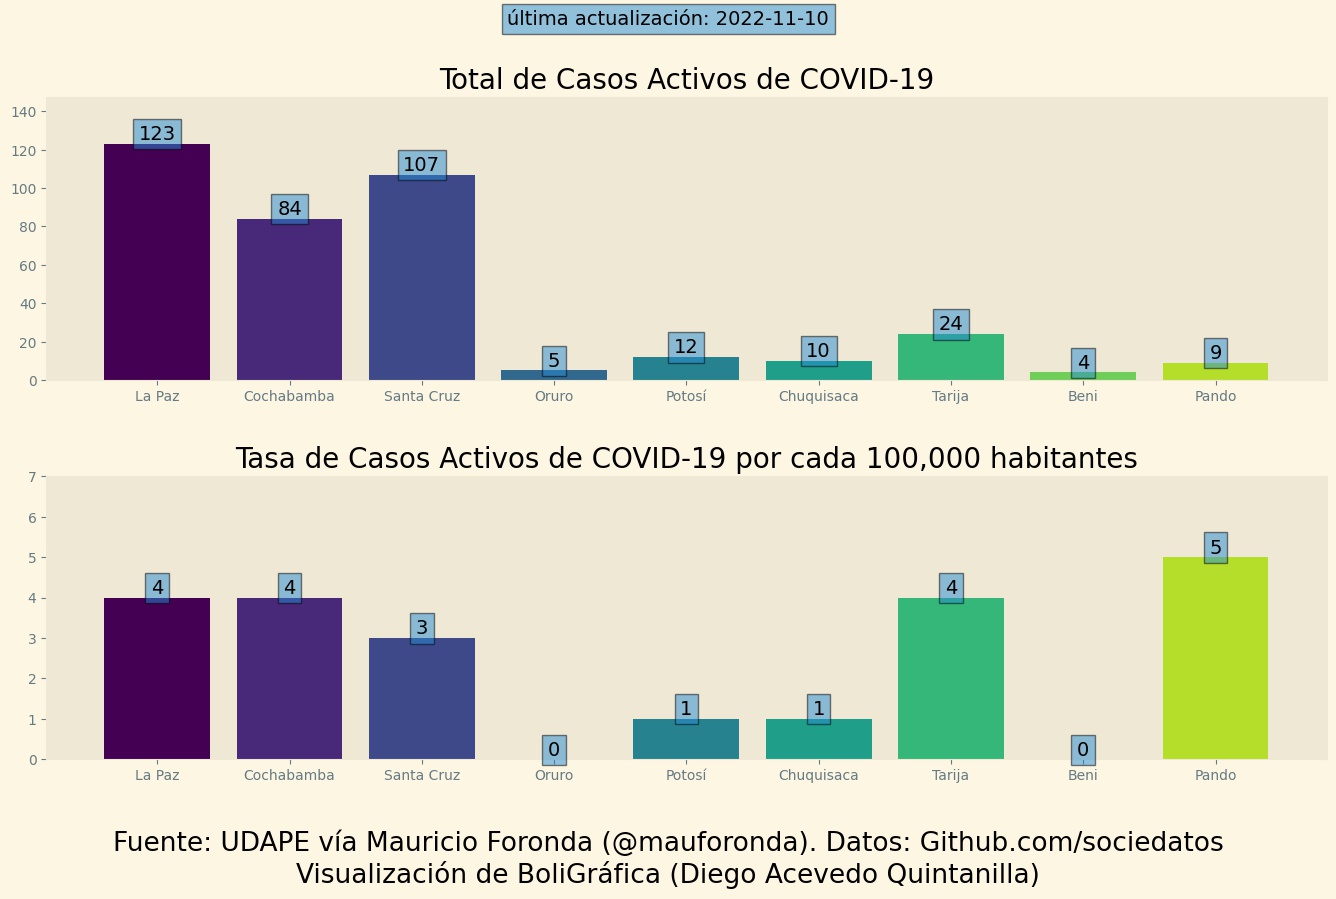 última actualización: 2022-11-10
Total de Casos Activos de COVID-19
140
120
100
80
60
40
20
0
123
84
107
5
12
10
24
4
9
La Paz
Cochabamba
Santa Cruz
Oruro
Potosí
Chuquisaca
Tarija
Beni
Pando
Tasa de Casos Activos de COVID-19 por cada 100,000 habitantes
7
6
5
4
3
2
1
0
4
4
3
0
1
1
4
0
5
La Paz
Cochabamba
Santa Cruz
Oruro
Potosí
Chuquisaca
Tarija
Beni
Pando
Fuente: UDAPE vía Mauricio Foronda (@mauforonda). Datos: Github.com/sociedatos
Visualización de BoliGráfica (Diego Acevedo Quintanilla)